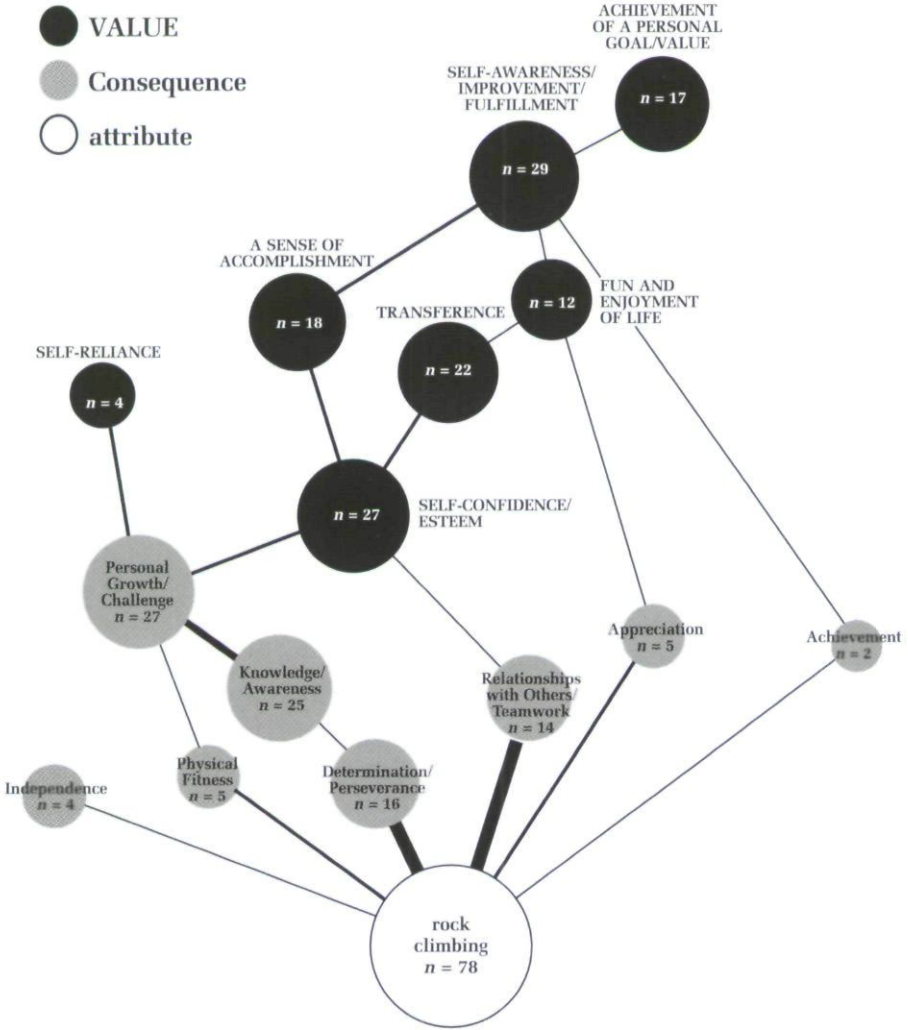 VALUE
Consequence
attribute
ACHIEVEMENT
OF A PERSONAL
GOAL/VALUE
n = 17
SELF-AWARENESS/
IMPROVEMENT/
FULFILLMENT
n = 29
A SENSE OF
ACCOMPLISHMENT
n = 18
FUN AND
ENJOYMENT
OF LIFE
n = 12
TRANSFERENCE
n = 22
SELF-RELIANCE
n = 4
SELF-CONFIDENCE/
ESTEEM
n = 27
Personal
Growth/
Challenge
n = 27
Appreciation
n = 5
Achievement
n = 2
Knowledge/
Awareness
n = 25
Relationships
with Others/
Teamwork
n = 14
Physical
Fitness
n = 5
Determination/
Perseverance
n = 16
Independence
n = 4
rock
climbing
n = 78